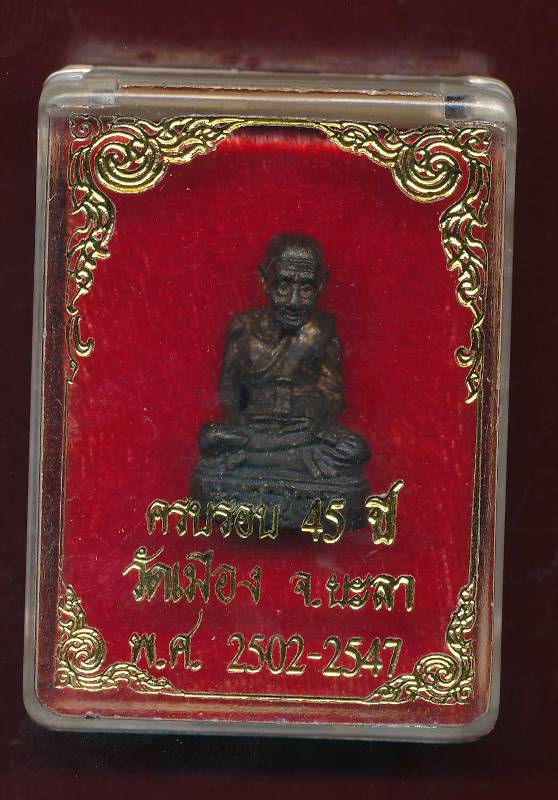 ครบรอบ 45 ปี
วัดเมือง จ.ยะลา
พ.ศ. 2502-2547